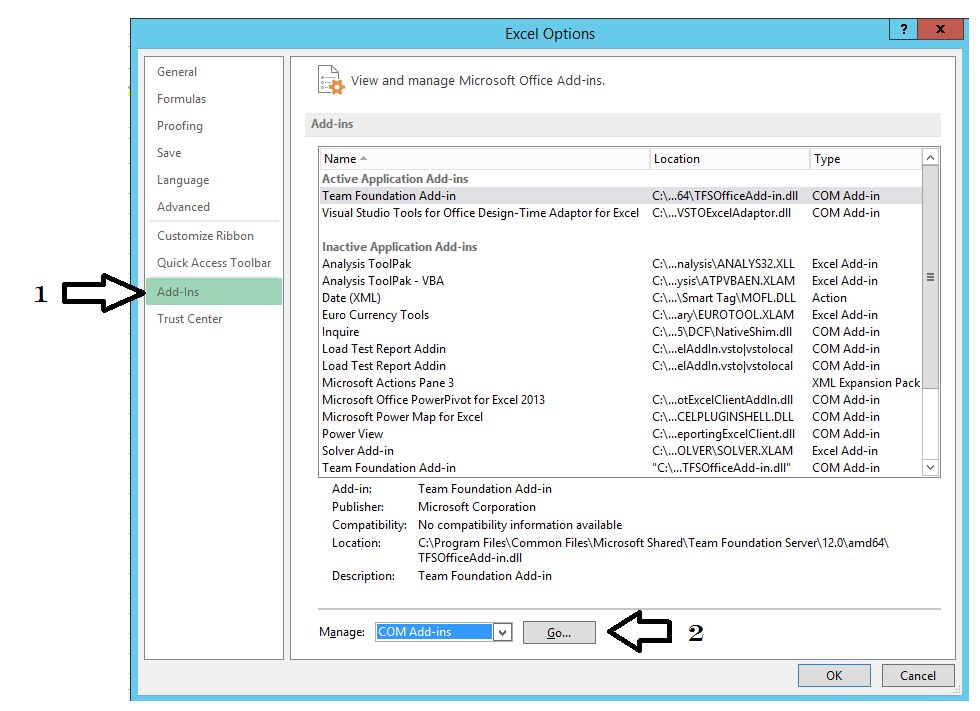 Excel Options
?
x
General
Formulas
Proofing
Save
Language
Advanced
Customize Ribbon
Quick Access Toolbar
1
Add-Ins
Trust Center
View and manage Microsoft Office Add-ins.
Add-ins
Name Location Type
Active Application Add-ins
Team Foundation Add-in C:\...64\TFSOfficeAdd-in.dll COM Add-in
Visual Studio Tools for Office Design-Time Adaptor for Excel C:\...VSTOExcelAdaptor.dll COM Add-in
Inactive Application Add-ins
Analysis ToolPak C:\...nalysis\ANALYS32.XLL Excel Add-in
Analysis ToolPak - VBA C:\...ysis\ATPVBAEN.XLAM Excel Add-in
Date (XML) C:\...\Smart Tag\MOFL.DLL Action
Euro Currency Tools C:\...ary\EUROTOOL.XLAM Excel Add-in
Inquire C:\...5\DCF\NativeShim.dll COM Add-in
Load Test Report Addin C:\...elAddIn.vsto|vstolocal COM Add-in
Load Test Report Addin C:\...elAddIn.vsto|vstolocal COM Add-in
Microsoft Actions Pane 3 XML Expansion Pack
Microsoft Office PowerPivot for Excel 2013 C:\...otExcelClientAddIn.dll COM Add-in
Microsoft Power Map for Excel C:\...CELPLUGINSHELL.DLL COM Add-in
Power View C:\...eportingExcelClient.dll COM Add-in
Solver Add-in C:\...OLVER\SOLVER.XLAM Excel Add-in
Team Foundation Add-in "C:\...TFSOfficeAdd-in.dll" COM Add-in
Add-in: Team Foundation Add-in
Publisher: Microsoft Corporation
Compatibility: No compatibility information available
Location: C:\Program Files\Common Files\Microsoft Shared\Team Foundation Server\12.0\amd64\
TFSOfficeAdd-in.dll
Description: Team Foundation Add-in
Manage: COM Add-ins Go... 2
OK Cancel